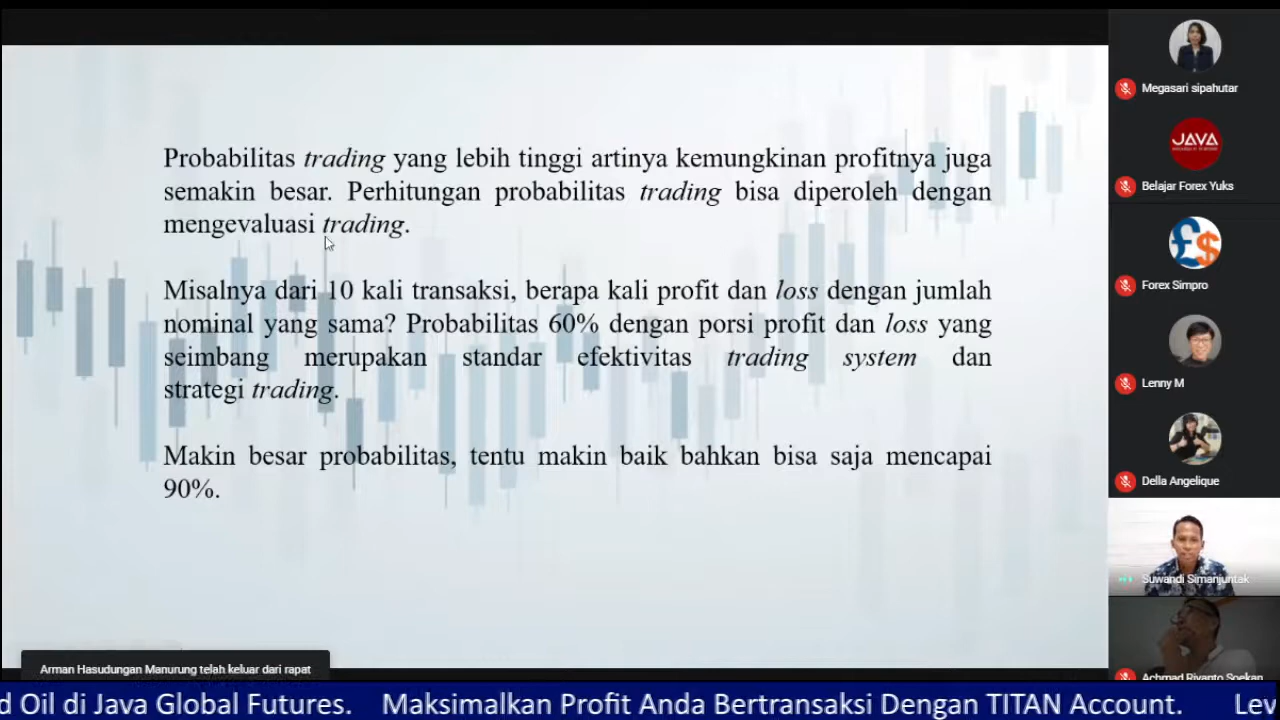 Probabilitas trading yang lebih tinggi artinya kemungkinan profitnya juga
semakin besar. Perhitungan probabilitas trading bisa diperoleh dengan
mengevaluasi trading.
Misalnya dari 10 kali transaksi, berapa kali profit dan loss dengan jumlah
nominal yang sama? Probabilitas 60% dengan porsi profit dan loss yang
seimbang merupakan standar efektivitas trading system dan
strategi trading.
Makin besar probabilitas, tentu makin baik bahkan bisa saja mencapai
90%.
Megasari sipahutar
JAVA
Belajar Forex Yuks
Forex Simpro
Lenny M
Della Angelique
Suwandi Simanjuntak
Achmad Riyanto Soekan
Arman Hasudungan Manurung telah keluar dari rapat
d Oil di Java Global Futures. Maksimalkan Profit Anda Bertransaksi Dengan TITAN Account. Lev